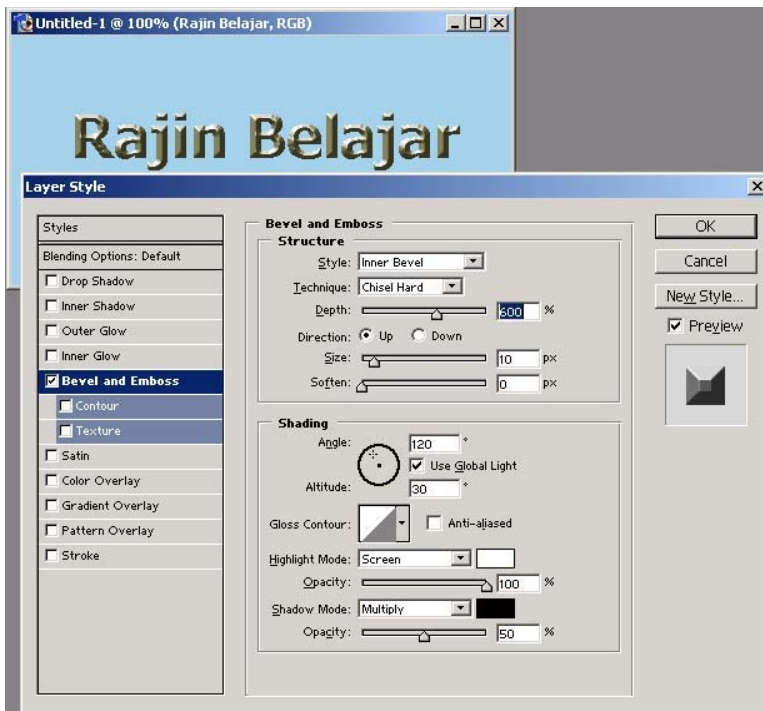 Untitled-1 @ 100% (Rajin Belajar, RGB)
Rajin Belajar
Layer Style
Styles
Blending Options: Default
Drop Shadow
Inner Shadow
Outer Glow
Inner Glow
Bevel and Emboss
Contour
Texture
Satin
Color Overlay
Gradient Overlay
Pattern Overlay
Stroke
Bevel and Emboss
Structure
Style: Inner Bevel
Technique: Chisel Hard
Depth: 600 %
Direction: Up Down
Size: 10 px
Soften: 0 px
Shading
Angle: 120 °
Use Global Light
Altitude: 30 °
Gloss Contour: Anti-aliased
Highlight Mode: Screen
Opacity: 100 %
Shadow Mode: Multiply
Opacity: 50 %
OK
Cancel
New Style...
Preview